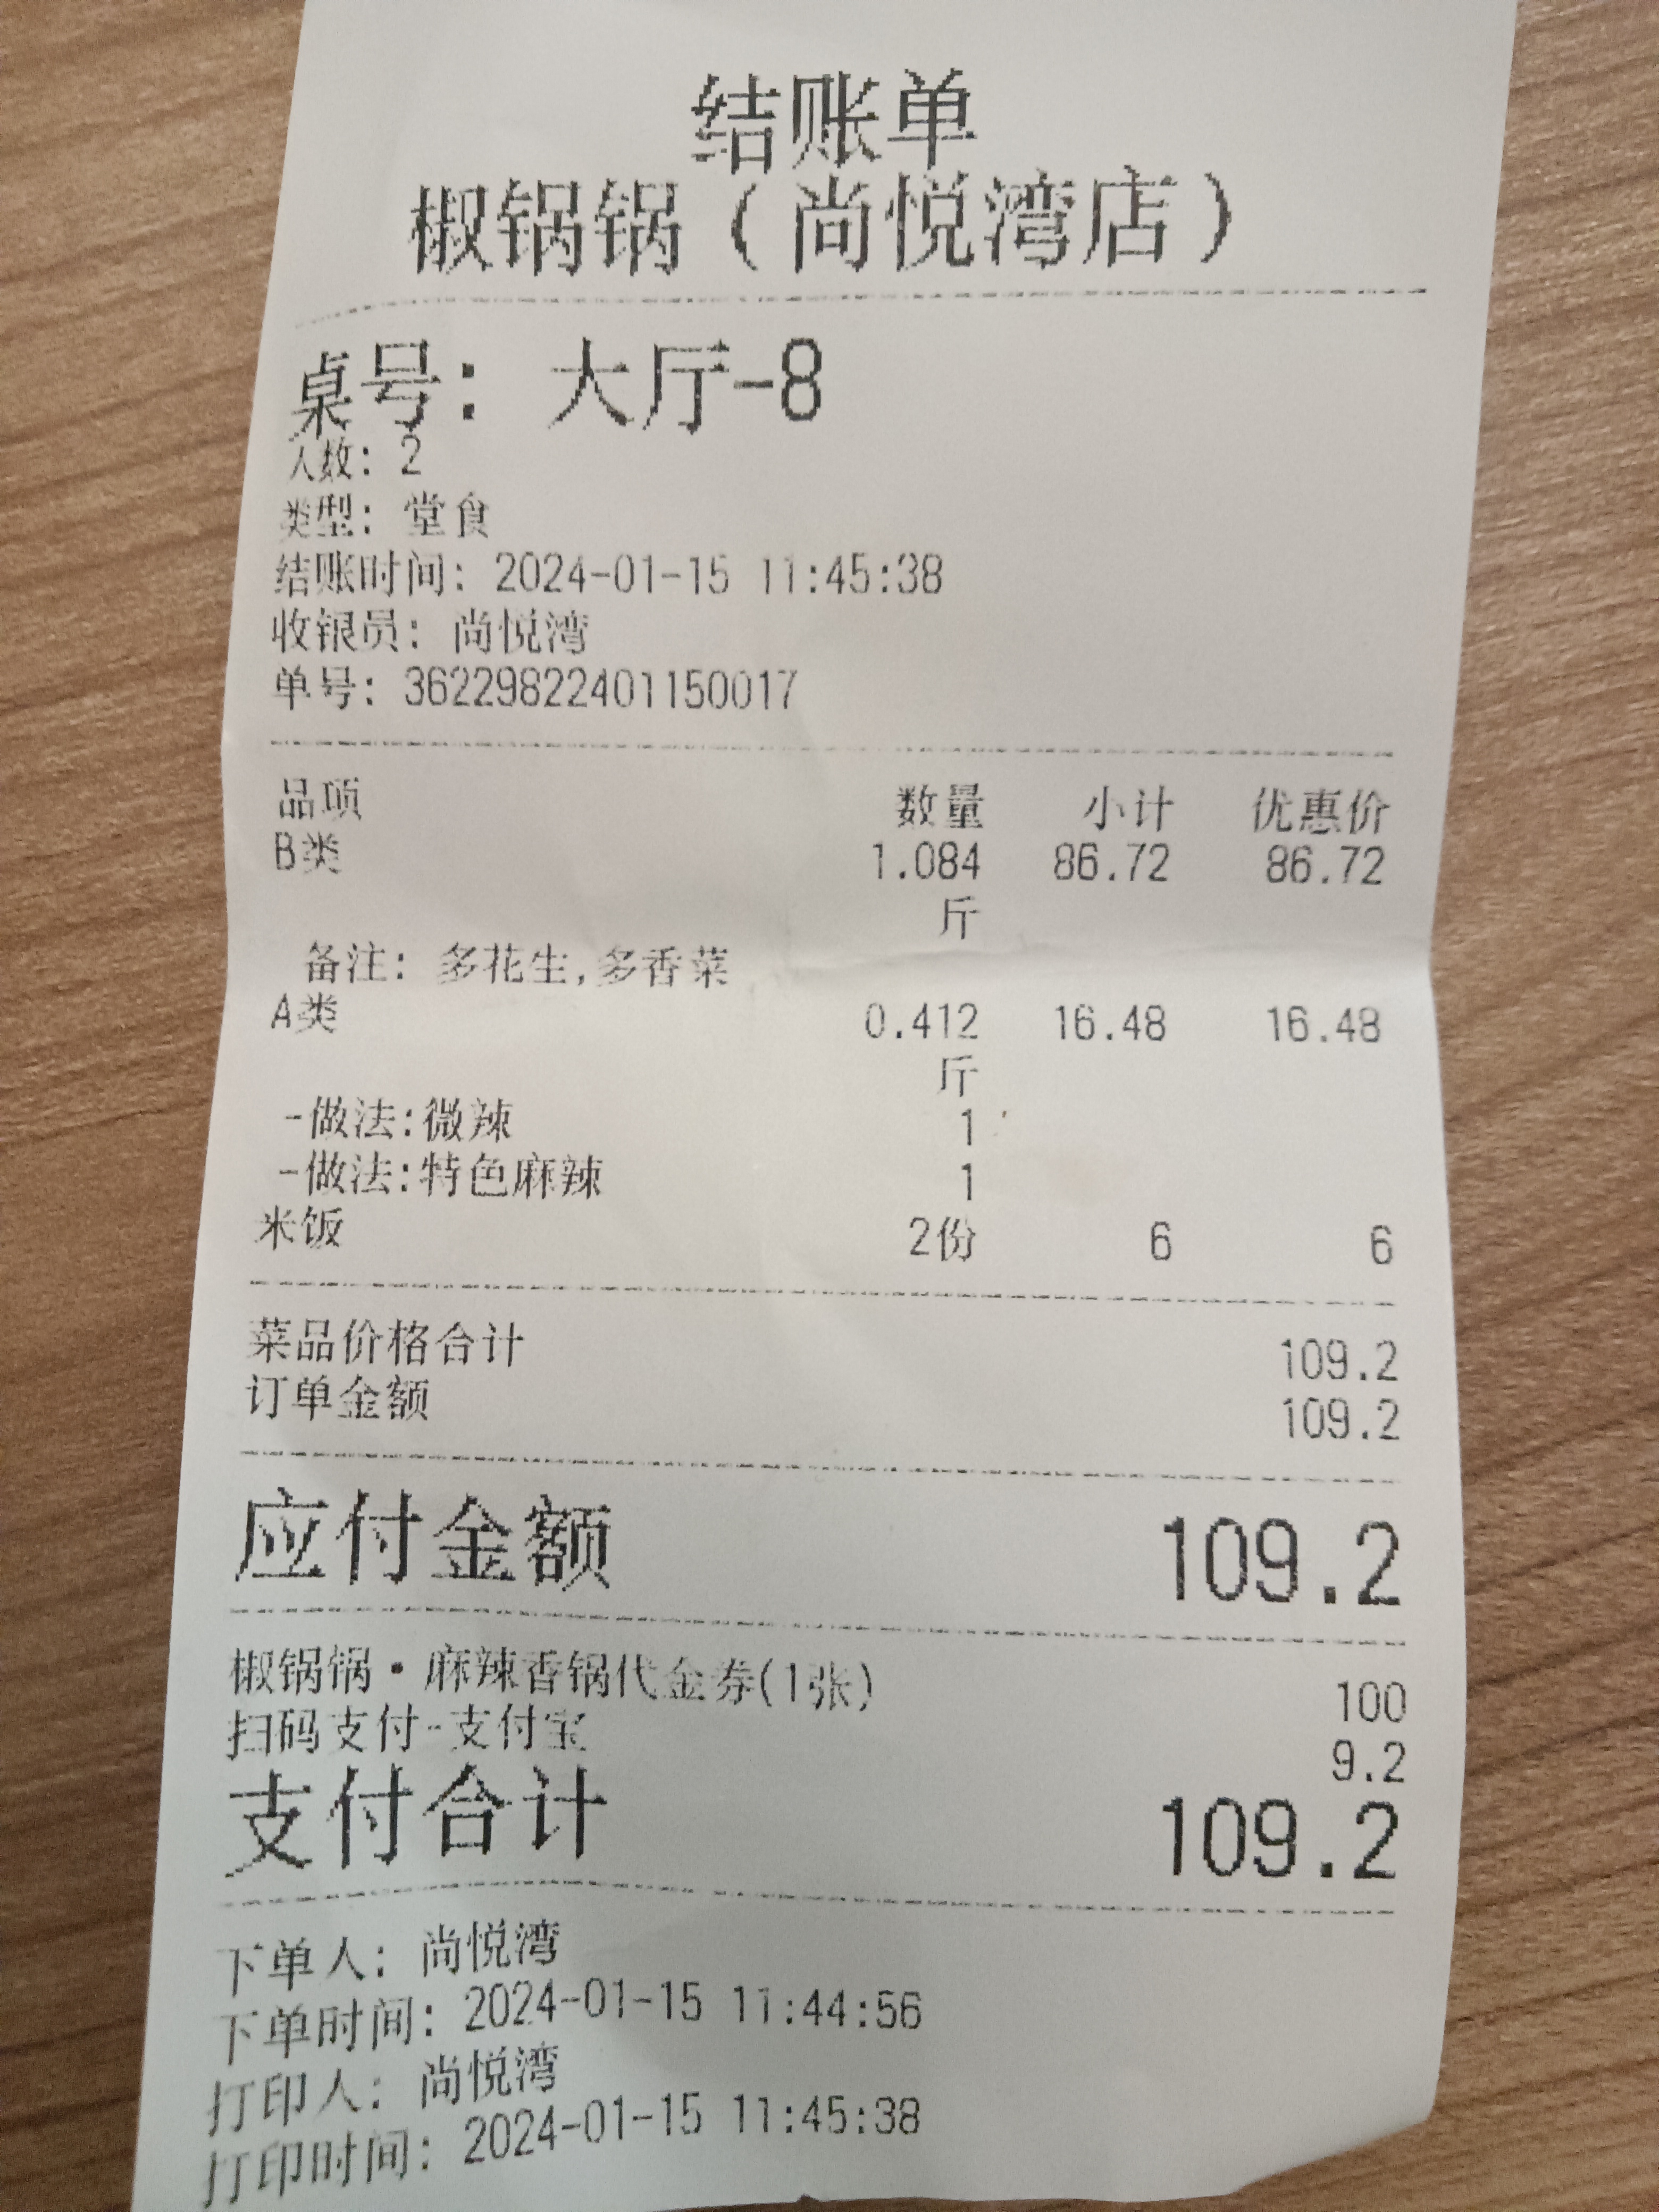 结账单
椒锅锅（尚悦湾店）
桌号： 大厅-8
人数：2
类型：堂食
结账时间：2024-01-15 11:45:38
收银员：尚悦湾
单号：36229822401150017
品项 数量 小计 优惠价
B类 1.084 86.72 86.72
斤
备注：多花生,多香菜
A类 0.412 16.48 16.48
斤
-做法:微辣 1
-做法:特色麻辣 1
米饭 2份 6 6
菜品价格合计 109.2
订单金额 109.2
应付金额 109.2
椒锅锅·麻辣香锅代金券(1张) 100
扫码支付-支付宝 9.2
支付合计 109.2
下单人：尚悦湾
下单时间：2024-01-15 11:44:56
打印人：尚悦湾
打印时间：2024-01-15 11:45:38